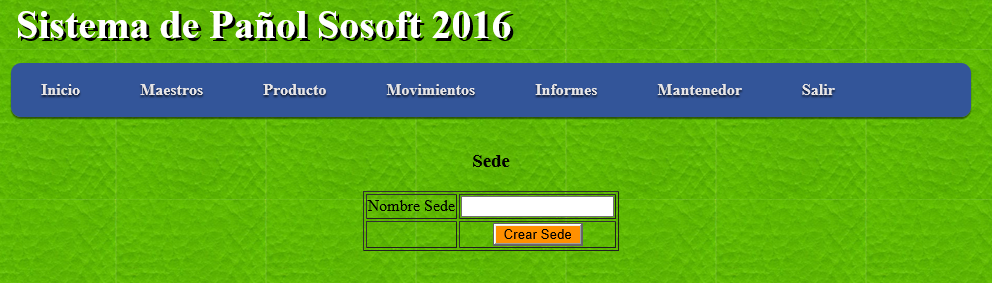 Sistema de Pañol Sosoft 2016
Inicio Maestros Producto Movimientos Informes Mantenedor Salir
Sede
Nombre Sede
Crear Sede